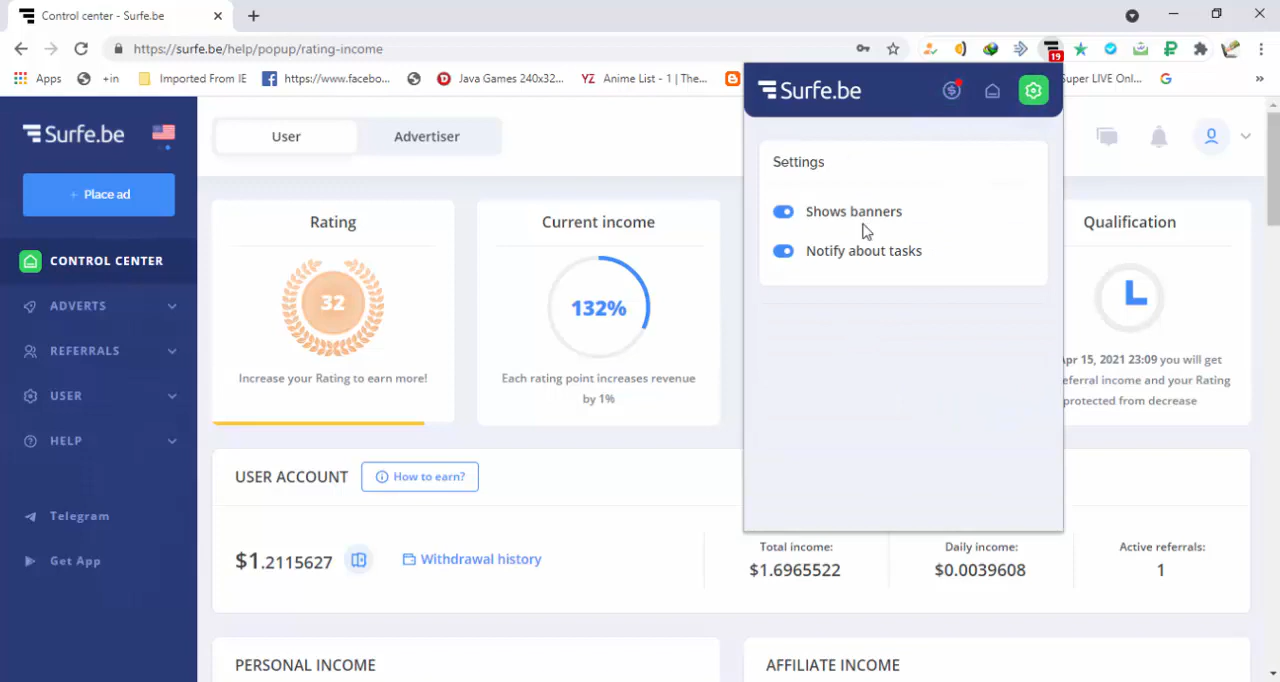 Control center - Surfe.be
https://surfe.be/help/popup/rating-income
19
Apps
+in
Imported From IE
https://www.facebo...
Java Games 240x32...
YZ Anime List - 1 | The...
uper LIVE Onl...
Surfe.be
Surfe.be
+ Place ad
CONTROL CENTER
ADVERTS
REFERRALS
USER
HELP
Telegram
Get App
User
Advertiser
Settings
Shows banners
Notify about tasks
Rating
32
Increase your Rating to earn more!
Current income
132%
Each rating point increases revenue
by 1%
Qualification
Apr 15, 2021 23:09 you will get
eferral income and your Rating
protected from decrease
USER ACCOUNT
How to earn?
$1.2115627
Withdrawal history
Total income:
$1.6965522
Daily income:
$0.0039608
Active referrals:
1
PERSONAL INCOME
AFFILIATE INCOME